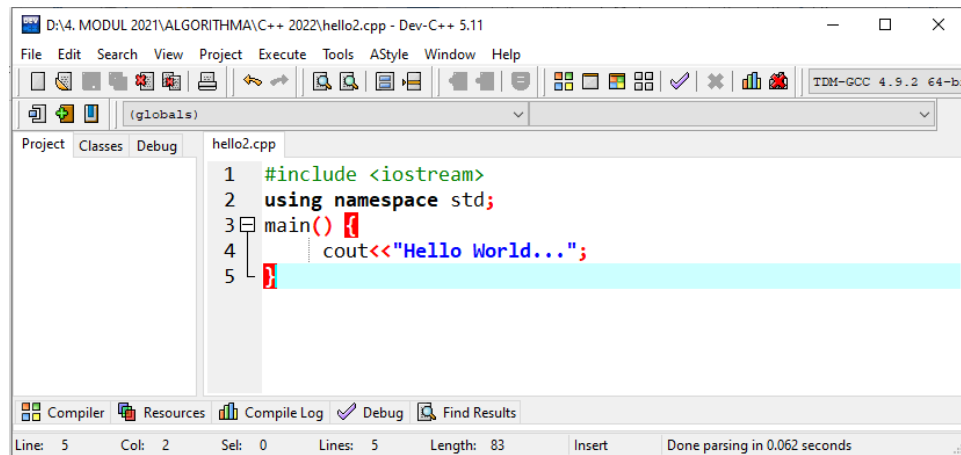 D:\4. MODUL 2021\ALGORITHMA\C++ 2022\hello2.cpp - Dev-C++ 5.11
File Edit Search View Project Execute Tools AStyle Window Help
TDM-GCC 4.9.2 64-b
(globals)
Project Classes Debug hello2.cpp
1 #include <iostream>
2 using namespace std;
3 main() {
4 cout<<"Hello World...";
5 }
Compiler Resources Compile Log Debug Find Results
Line: 5 Col: 2 Sel: 0 Lines: 5 Length: 83 Insert Done parsing in 0.062 seconds